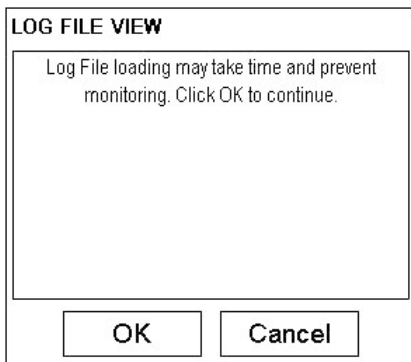 LOG FILE VIEW
Log File loading may take time and prevent
monitoring. Click OK to continue.
OK
Cancel